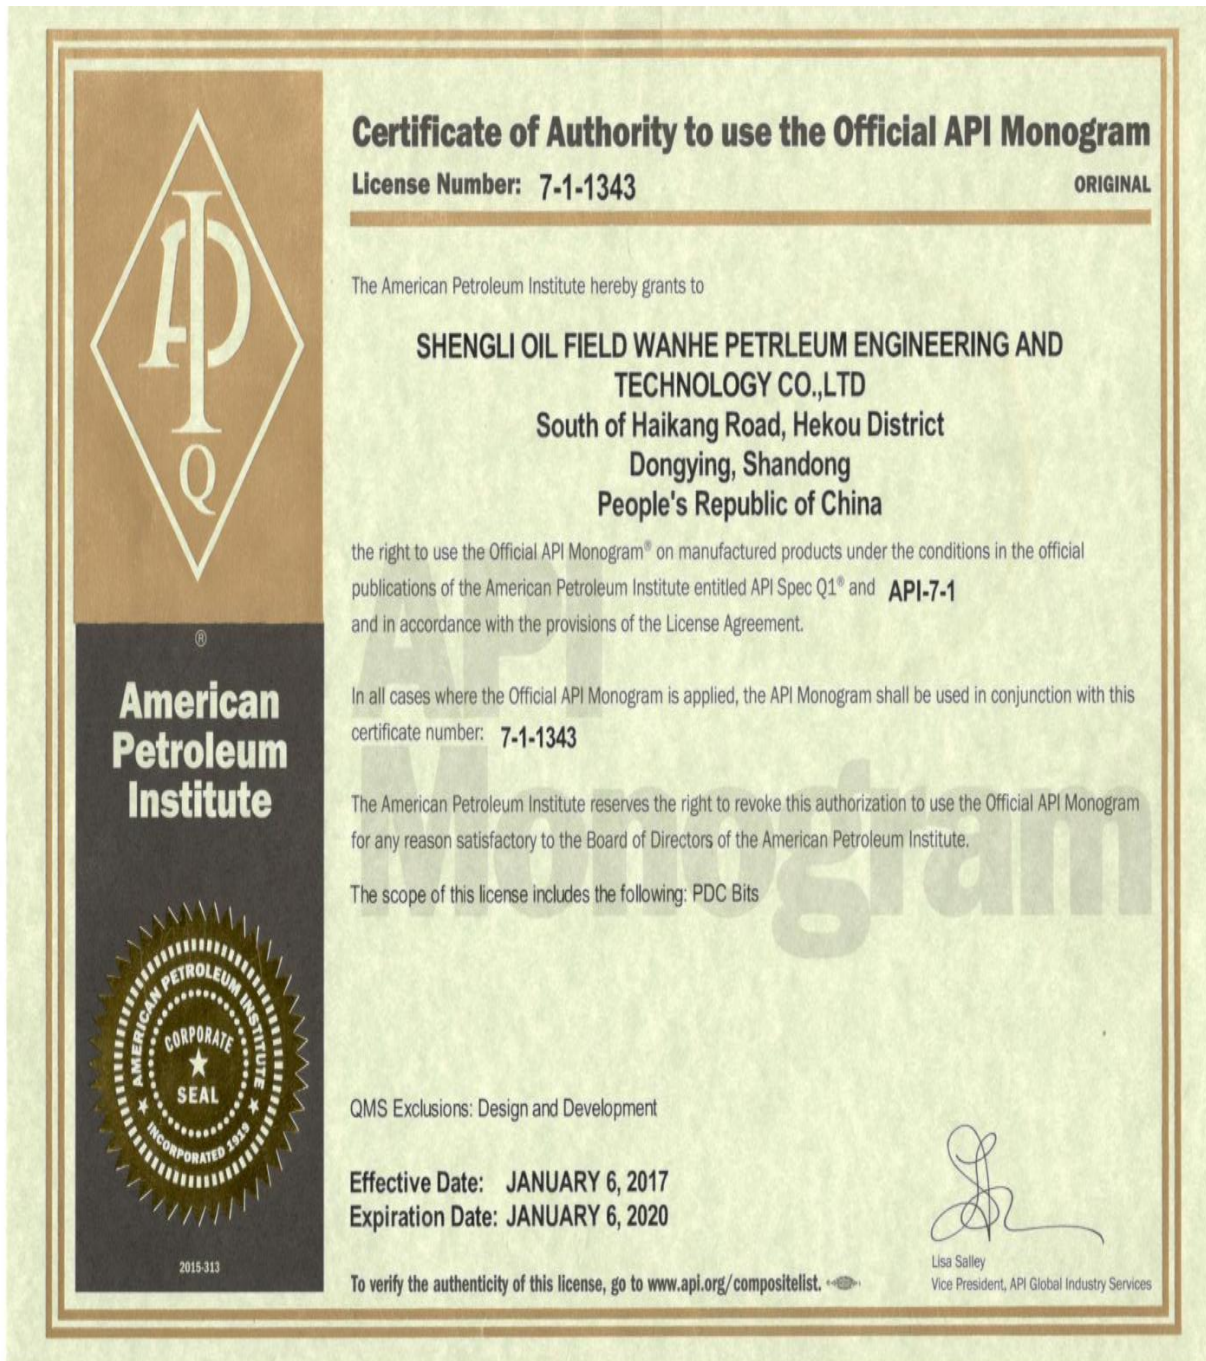 Certificate of Authority to use the Official API Monogram
License Number: 7-1-1343
ORIGINAL
The American Petroleum Institute hereby grants to
SHENGLI OIL FIELD WANHE PETRLEUM ENGINEERING AND
TECHNOLOGY CO.,LTD
South of Haikang Road, Hekou District
Dongying, Shandong
People's Republic of China
the right to use the Official API Monogram® on manufactured products under the conditions in the official
publications of the American Petroleum Institute entitled API Spec Q1® and API-7-1
and in accordance with the provisions of the License Agreement.
In all cases where the Official API Monogram is applied, the API Monogram shall be used in conjunction with this
certificate number: 7-1-1343
The American Petroleum Institute reserves the right to revoke this authorization to use the Official API Monogram
for any reason satisfactory to the Board of Directors of the American Petroleum Institute.
The scope of this license includes the following: PDC Bits
QMS Exclusions: Design and Development
Effective Date: JANUARY 6, 2017
Expiration Date: JANUARY 6, 2020
To verify the authenticity of this license, go to www.api.org/compositelist.
Lisa Salley
Vice President, API Global Industry Services
API
Q
®
American
Petroleum
Institute
AMERICAN PETROLEUM INSTITUTE
CORPORATE
SEAL
INCORPORATED 1919
2015-313
API
Monogram